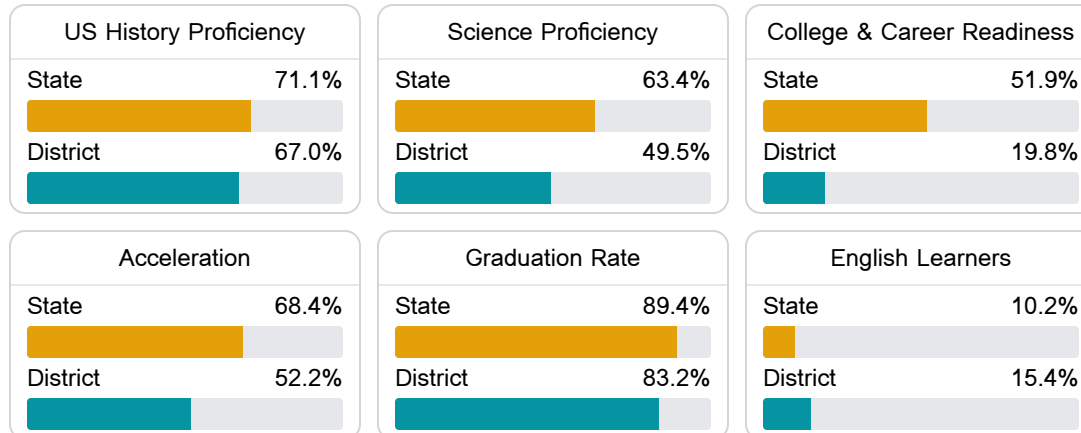 US History Proficiency
State 71.1%
District 67.0%
Science Proficiency
State 63.4%
District 49.5%
College & Career Readiness
State 51.9%
District 19.8%
Acceleration
State 68.4%
District 52.2%
Graduation Rate
State 89.4%
District 83.2%
English Learners
State 10.2%
District 15.4%